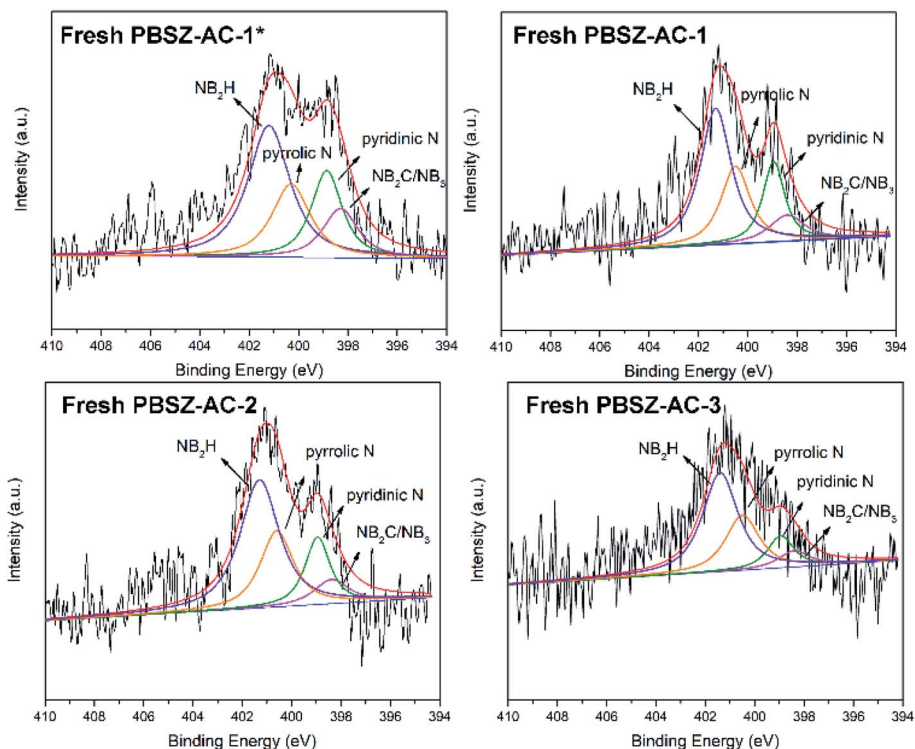 Fresh PBSZ-AC-1*
NB₂H
pyrrolic N
pyridinic N
NB₂C/NB₃
Intensity (a.u.)
410 408 406 404 402 400 398 396 394
Binding Energy (eV)
Fresh PBSZ-AC-1
NB₂H
pyrrolic N
pyridinic N
NB₂C/NB₃
Intensity (a.u.)
410 408 406 404 402 400 398 396 394
Binding Energy (eV)
Fresh PBSZ-AC-2
NB₂H
pyrrolic N
pyridinic N
NB₂C/NB₃
Intensity (a.u.)
410 408 406 404 402 400 398 396 394
Binding Energy (eV)
Fresh PBSZ-AC-3
NB₂H
pyrrolic N
pyridinic N
NB₂C/NB₃
Intensity (a.u.)
410 408 406 404 402 400 398 396 394
Binding Energy (eV)